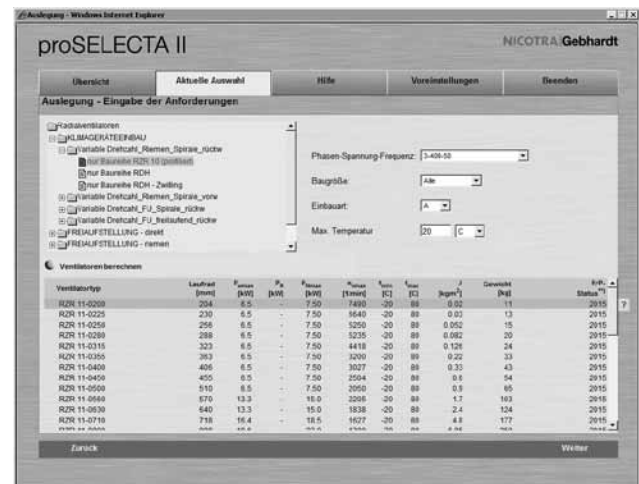 Auslegung - Windows Internet Explorer
proSELECTA II
NICOTRA Gebhardt
Übersicht Aktuelle Auswahl Hilfe Voreinstellungen Beenden
Auslegung - Eingabe der Anforderungen
Radialventilatoren
KLIMAGERÄTEEINBAU
Variable Drehzahl_Riemen_Spirale_rückw
nur Baureihe RZR 10 (profiliert)
nur Baureihe RDH
nur Baureihe RDH - Zwilling
Variable Drehzahl_Riemen_Spirale_vorw
Variable Drehzahl_FU_Spirale_rückw
Variable Drehzahl_FU_freilaufend_rückw
FREIAUFSTELLUNG - direkt
FREIAUFSTELLUNG - riemen
Phasen-Spannung-Frequenz: 3-400-50
Baugröße: Alle
Einbauart: A
Max. Temperatur 20 C
Ventilatoren berechnen
Ventilatortyp Laufrad [mm] [kW] [kW] [kW] [1/min] [C] [C] J [kgm²] Gewicht [kg] ErP- Status
RZR 11-0200 204 6.5 - 7.50 7490 -20 80 0.02 11 2015
RZR 11-0225 230 6.5 - 7.50 5640 -20 80 0.03 13 2015
RZR 11-0250 256 6.5 - 7.50 5250 -20 80 0.052 15 2015
RZR 11-0280 288 6.5 - 7.50 5235 -20 80 0.082 20 2015
RZR 11-0315 323 6.5 - 7.50 4418 -20 80 0.126 24 2015
RZR 11-0355 363 6.5 - 7.50 3200 -20 80 0.22 33 2015
RZR 11-0400 406 6.5 - 7.50 3027 -20 80 0.33 43 2015
RZR 11-0450 455 6.5 - 7.50 2504 -20 80 0.6 54 2015
RZR 11-0500 510 6.5 - 7.50 2050 -20 80 0.9 65 2015
RZR 11-0560 570 13.3 - 15.0 2206 -20 80 1.7 103 2015
RZR 11-0630 640 13.3 - 15.0 1838 -20 80 2.4 124 2015
RZR 11-0710 718 16.4 - 18.5 1627 -20 80 4.8 177 2015
?
Zurück Weiter